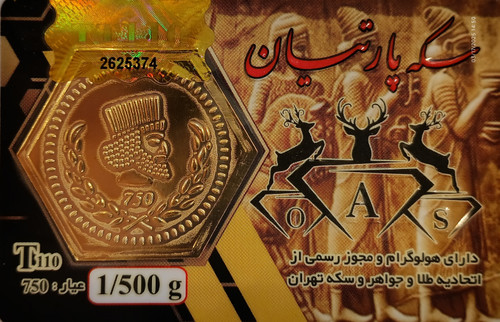 2625374
سکه پارتیان
750
O A S
T110
عیار: 750
1/500 g
دارای هولوگرام و مجوز رسمی از
اتحادیه طلا و جواهر و سکه تهران